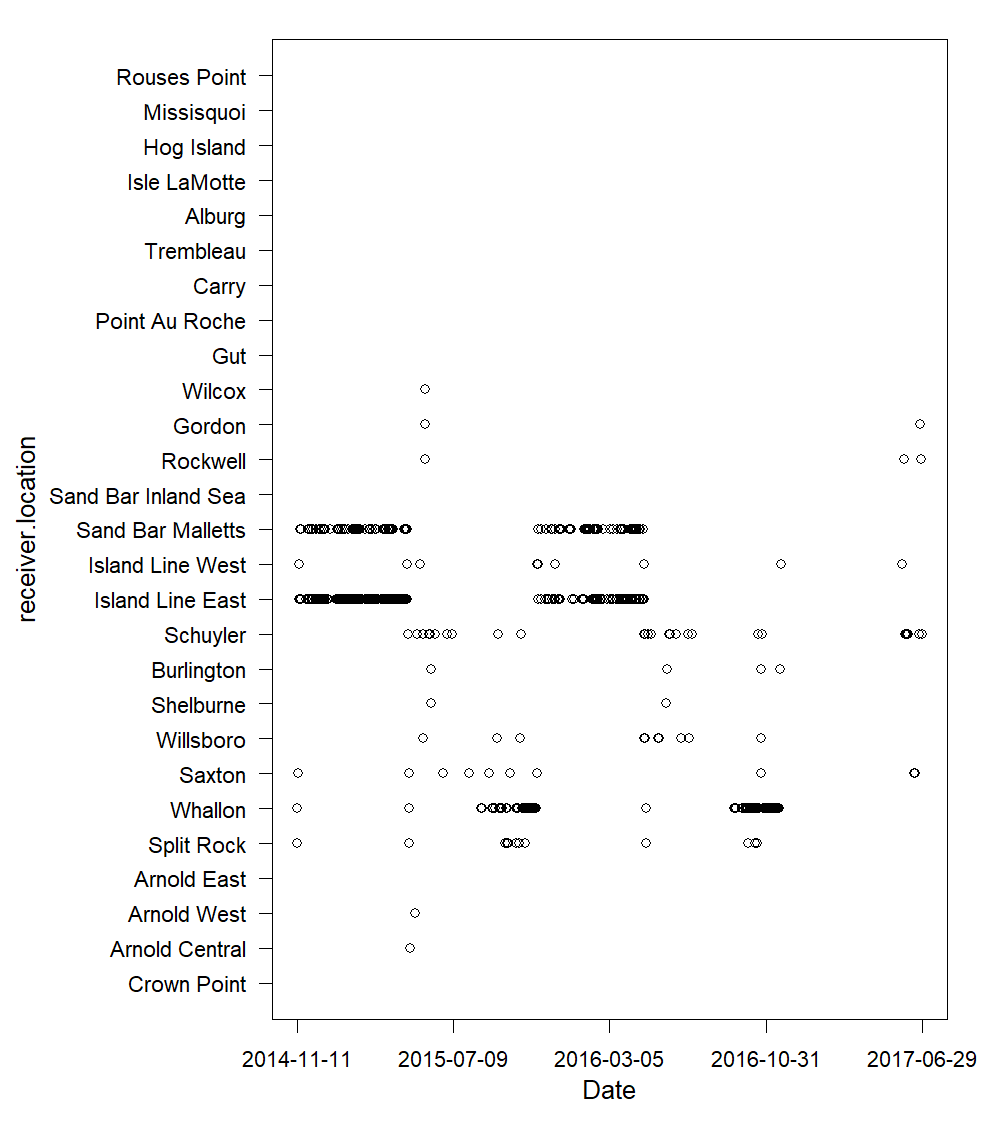 Rouses Point
Missisquoi
Hog Island
Isle LaMotte
Alburg
Trembleau
Carry
Point Au Roche
Gut
Wilcox
Gordon
Rockwell
Sand Bar Inland Sea
Sand Bar Malletts
Island Line West
Island Line East
Schuyler
Burlington
Shelburne
Willsboro
Saxton
Whallon
Split Rock
Arnold East
Arnold West
Arnold Central
Crown Point
receiver.location
2014-11-11 2015-07-09 2016-03-05 2016-10-31 2017-06-29
Date